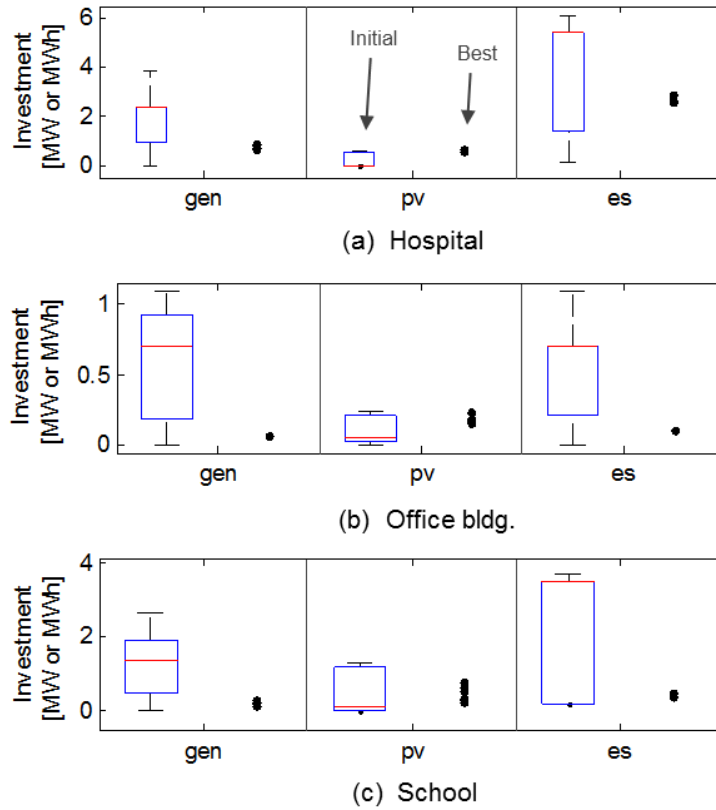 Investment
[MW or MWh]
6
4
2
0
Initial
Best
gen
pv
es
(a) Hospital
Investment
[MW or MWh]
1
0.5
0
gen
pv
es
(b) Office bldg.
Investment
[MW or MWh]
4
2
0
gen
pv
es
(c) School